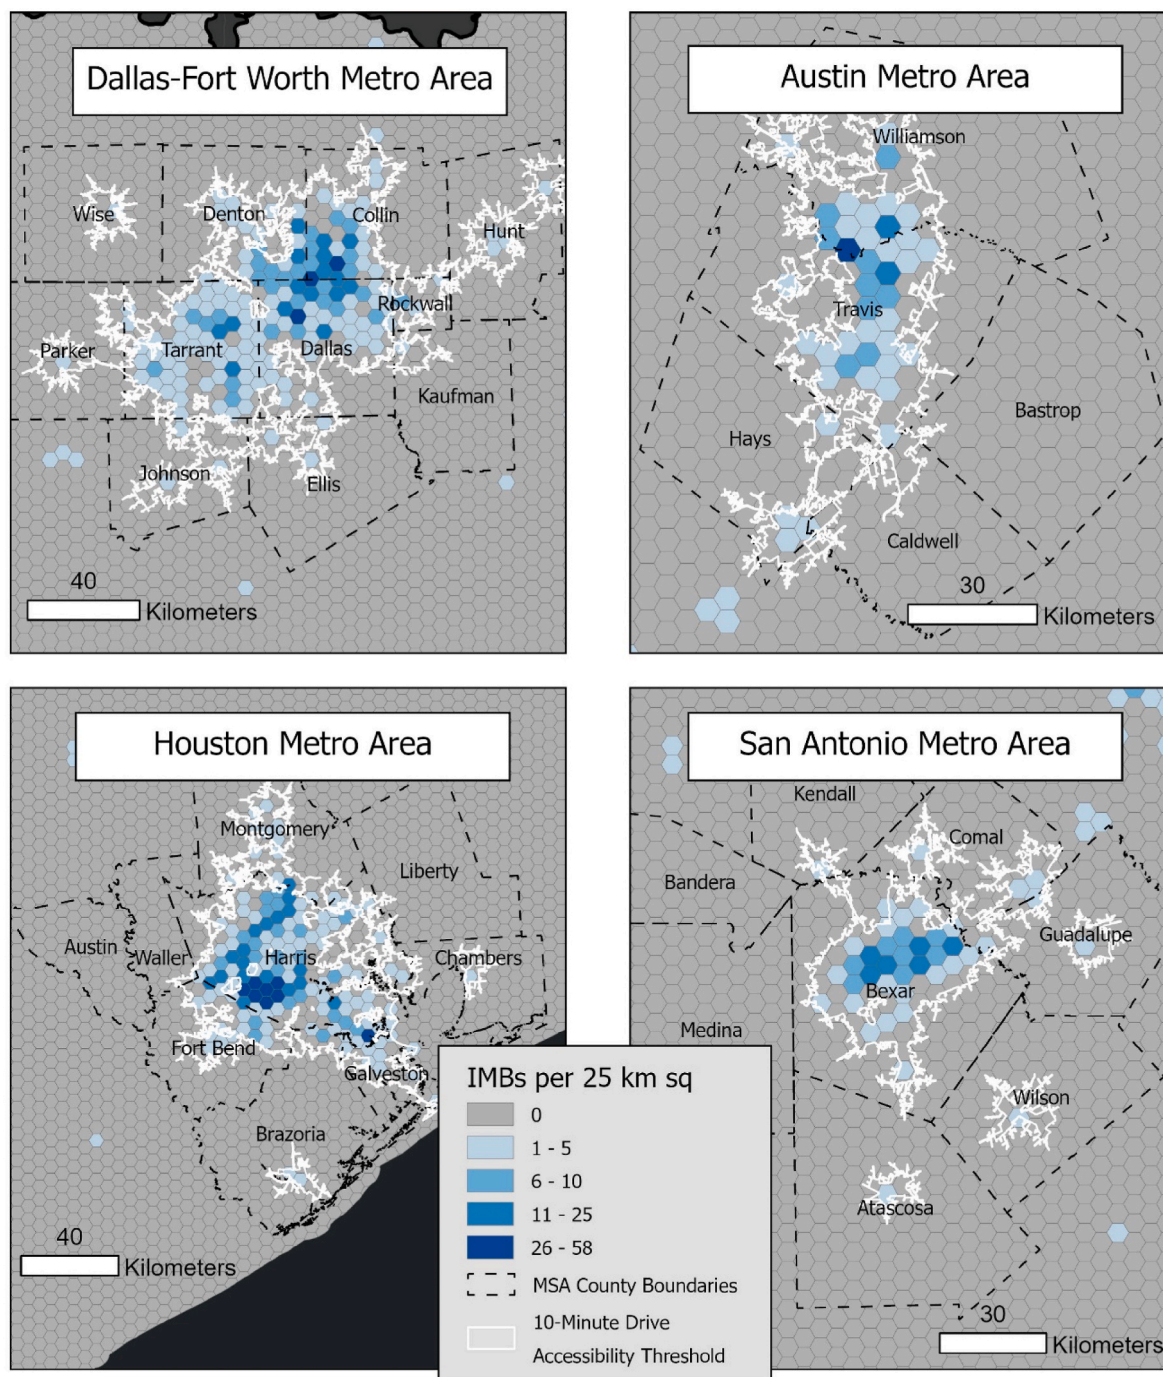 Dallas-Fort Worth Metro Area
Wise
Denton
Collin
Hunt
Rockwall
Parker
Tarrant
Dallas
Kaufman
Johnson
Ellis
40
Kilometers
Austin Metro Area
Williamson
Travis
Bastrop
Hays
Caldwell
30
Kilometers
Houston Metro Area
Montgomery
Liberty
Austin
Waller
Harris
Chambers
Fort Bend
Galveston
Brazoria
40
Kilometers
San Antonio Metro Area
Kendall
Comal
Bandera
Guadalupe
Bexar
Medina
Wilson
Atascosa
30
Kilometers
IMBs per 25 km sq
0
1 - 5
6 - 10
11 - 25
26 - 58
MSA County Boundaries
10-Minute Drive
Accessibility Threshold